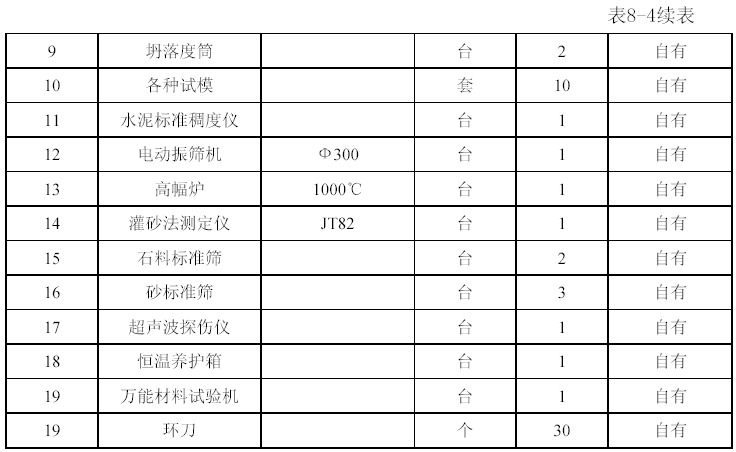 表8-4续表
9 坍落度筒 台 2 自有
10 各种试模 套 10 自有
11 水泥标准稠度仪 台 1 自有
12 电动振筛机 Φ300 台 1 自有
13 高幅炉 1000℃ 台 1 自有
14 灌砂法测定仪 JT82 台 1 自有
15 石料标准筛 台 2 自有
16 砂标准筛 台 3 自有
17 超声波探伤仪 台 1 自有
18 恒温养护箱 台 1 自有
19 万能材料试验机 台 1 自有
19 环刀 个 30 自有